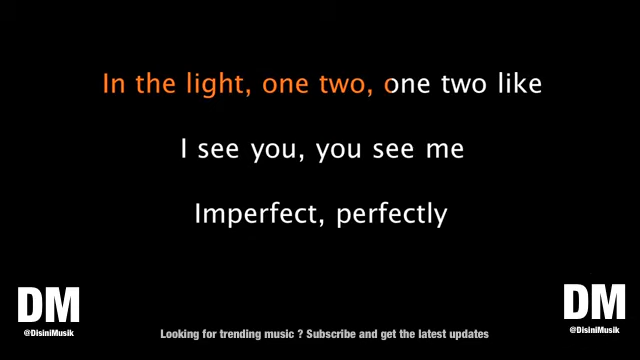 In the light, one two, one two like
I see you, you see me
Imperfect, perfectly
DM
@DisiniMusik
DM
@DisiniMusik
Looking for trending music ? Subscribe and get the latest updates